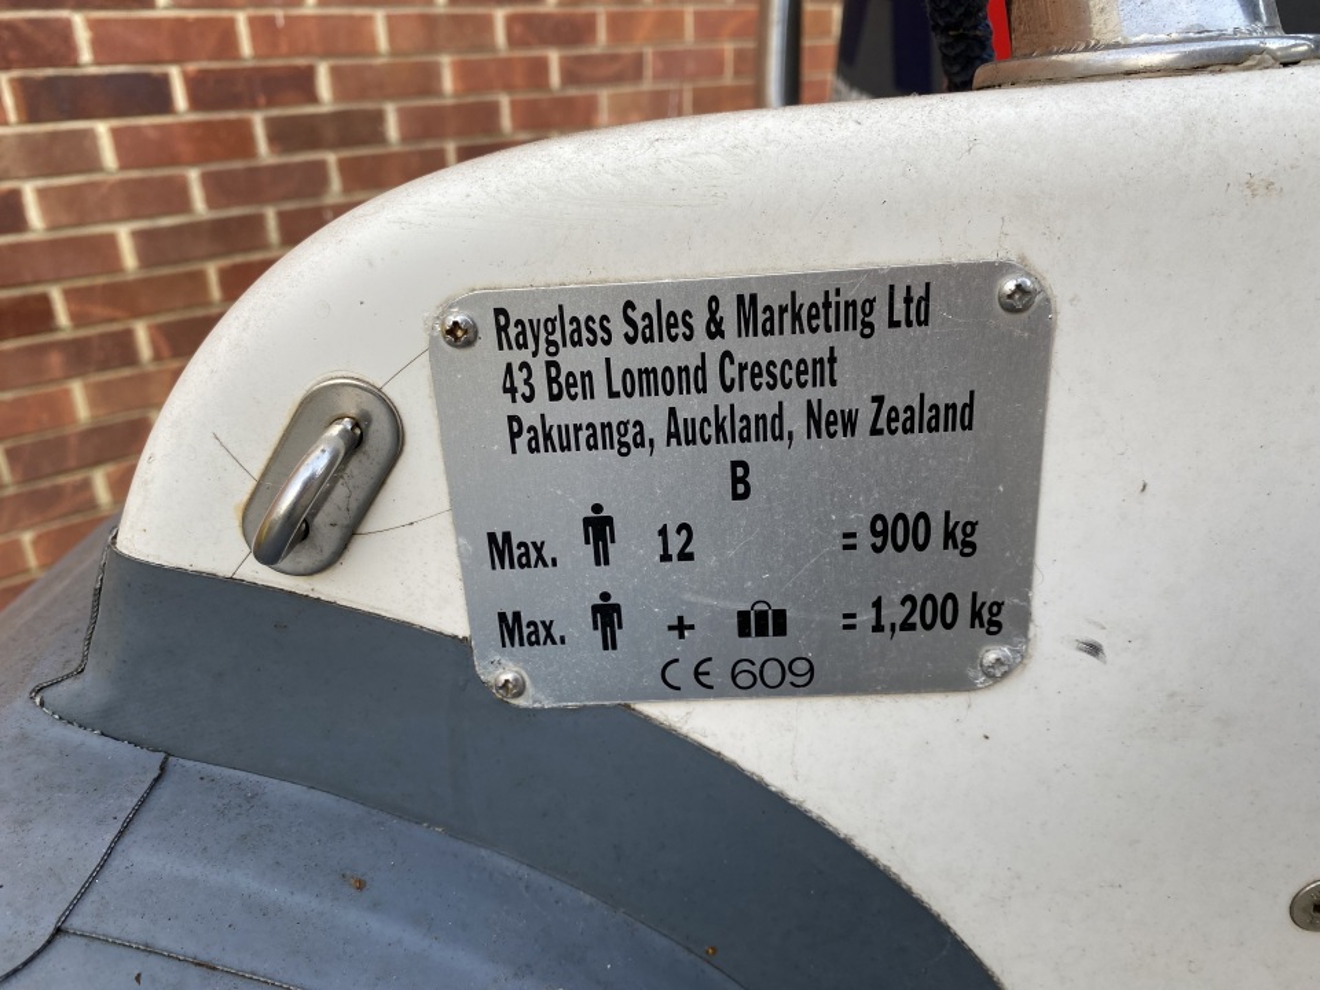 Rayglass Sales & Marketing Ltd
43 Ben Lomond Crescent
Pakuranga, Auckland, New Zealand
B
Max. 12 = 900 kg
Max. + = 1,200 kg
CE 609